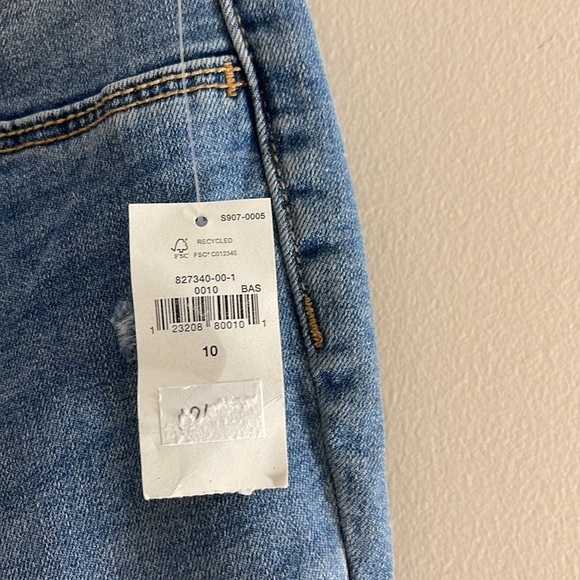 S907-0005
RECYCLED
FSC FSC® C012345
827340-00-1
0010 BAS
1 23208 80010 1
10